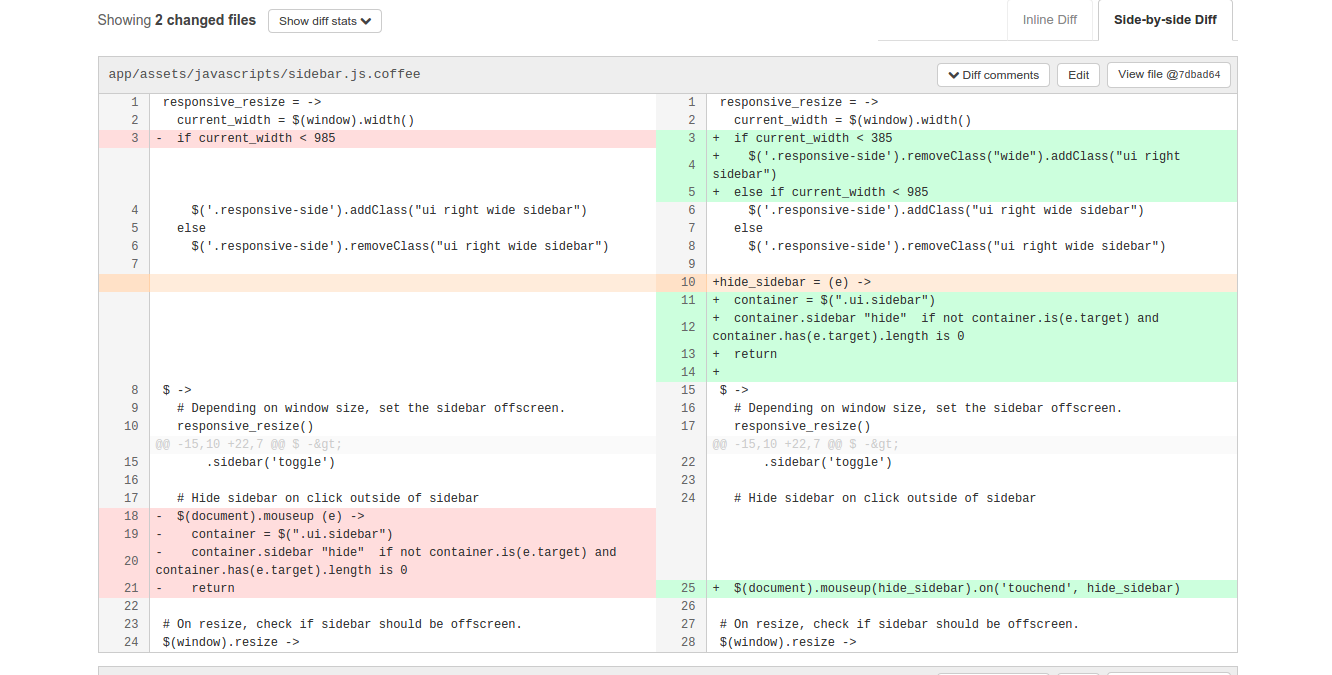 Showing 2 changed files Show diff stats
Inline Diff Side-by-side Diff
app/assets/javascripts/sidebar.js.coffee Diff comments Edit View file @7dbad64
1 responsive_resize = -> 1 responsive_resize = ->
2 current_width = $(window).width() 2 current_width = $(window).width()
3 - if current_width < 985 3 + if current_width < 385
4 + $('.responsive-side').removeClass("wide").addClass("ui right
sidebar")
5 + else if current_width < 985
4 $('.responsive-side').addClass("ui right wide sidebar") 6 $('.responsive-side').addClass("ui right wide sidebar")
5 else 7 else
6 $('.responsive-side').removeClass("ui right wide sidebar") 8 $('.responsive-side').removeClass("ui right wide sidebar")
7 9
10 +hide_sidebar = (e) ->
11 + container = $(".ui.sidebar")
12 + container.sidebar "hide"  if not container.is(e.target) and
container.has(e.target).length is 0
13 + return
14 +
8 $ -> 15 $ ->
9 # Depending on window size, set the sidebar offscreen. 16 # Depending on window size, set the sidebar offscreen.
10 responsive_resize() 17 responsive_resize()
@@ -15,10 +22,7 @@ $ -&gt; @@ -15,10 +22,7 @@ $ -&gt;
15 .sidebar('toggle') 22 .sidebar('toggle')
16 23
17 # Hide sidebar on click outside of sidebar 24 # Hide sidebar on click outside of sidebar
18 - $(document).mouseup (e) ->
19 - container = $(".ui.sidebar")
20 - container.sidebar "hide"  if not container.is(e.target) and
container.has(e.target).length is 0
21 - return 25 + $(document).mouseup(hide_sidebar).on('touchend', hide_sidebar)
22 26
23 # On resize, check if sidebar should be offscreen. 27 # On resize, check if sidebar should be offscreen.
24 $(window).resize -> 28 $(window).resize ->